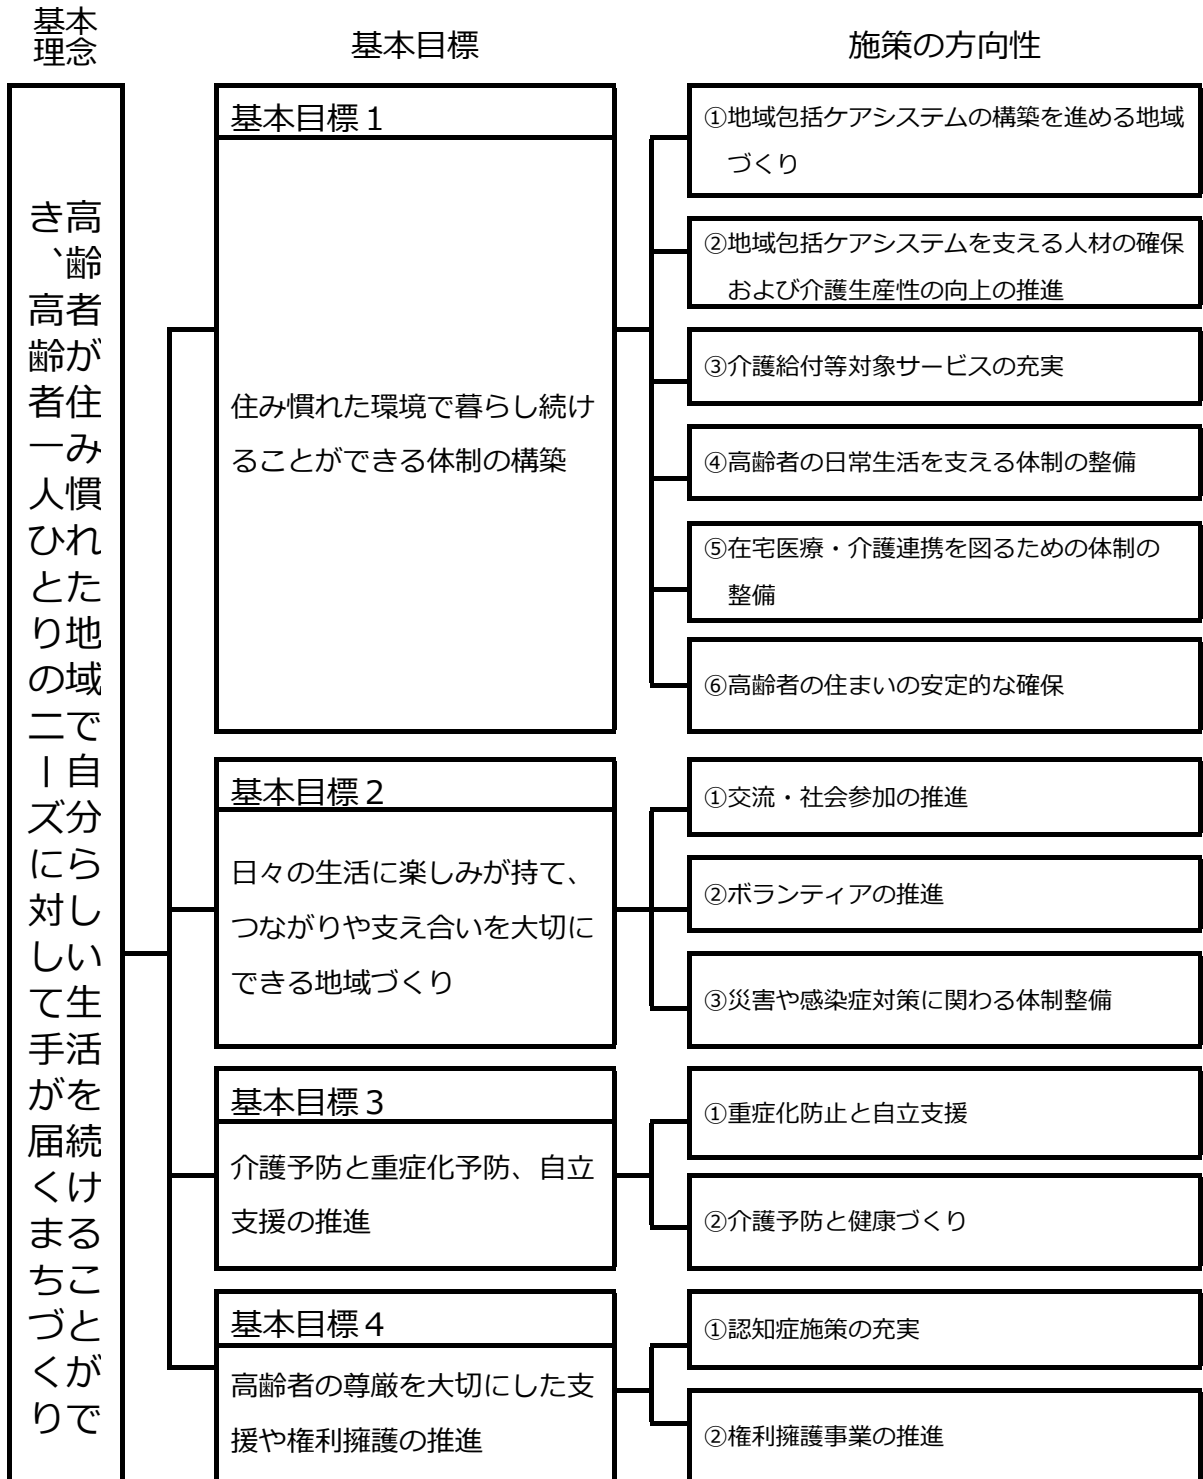 基本
理念
基本目標
施策の方向性
高齢者が住み慣れた地域で自分らしい生活を続けることがで
き、高齢者一人ひとりのニーズに対して手が届くまちづくり
基本目標１
住み慣れた環境で暮らし続け
ることができる体制の構築
①地域包括ケアシステムの構築を進める地域
づくり
②地域包括ケアシステムを支える人材の確保
および介護生産性の向上の推進
③介護給付等対象サービスの充実
④高齢者の日常生活を支える体制の整備
⑤在宅医療・介護連携を図るための体制の
整備
⑥高齢者の住まいの安定的な確保
基本目標２
日々の生活に楽しみが持て、
つながりや支え合いを大切に
できる地域づくり
①交流・社会参加の推進
②ボランティアの推進
③災害や感染症対策に関わる体制整備
基本目標３
介護予防と重症化予防、自立
支援の推進
①重症化防止と自立支援
②介護予防と健康づくり
基本目標４
高齢者の尊厳を大切にした支
援や権利擁護の推進
①認知症施策の充実
②権利擁護事業の推進